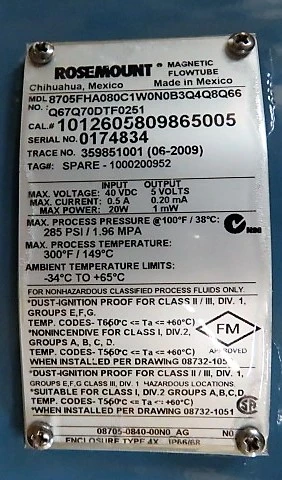 ROSEMOUNT® MAGNETIC FLOWTUBE
Chihuahua, Mexico Made in Mexico
MDL 8705FHA080C1W0N0B3Q4Q8Q66
NO.: Q67Q70DTF0251
CAL.# 1012605809865005
SERIAL NO. 0174834
TRACE NO. 359851001 (06-2009)
TAG#: SPARE - 1000200952
INPUT OUTPUT
MAX. VOLTAGE: 40 VDC 5 VOLTS
MAX. CURRENT: 0.5 A 0.20 mA
MAX. POWER: 20W 1 mW
MAX. PROCESS PRESSURE @100°F / 38°C:
285 PSI / 1.96 MPA
MAX. PROCESS TEMPERATURE:
300°F / 149°C
AMBIENT TEMPERATURE LIMITS:
-34°C TO +65°C
FOR NONHAZARDOUS CLASSIFIED PROCESS FLUIDS ONLY.
*DUST-IGNITION PROOF FOR CLASS II / III, DIV. 1,
GROUPS E,F,G.
TEMP. CODES- (-50°C <= Ta <= +60°C)
*NONINCENDIVE FOR CLASS I, DIV. 2,
GROUPS A,B,C,D.
TEMP. CODES- (-50°C <= Ta <= +60°C)
WHEN INSTALLED PER DRAWING 08732-105
FM
APPROVED
*DUST-IGNITION PROOF FOR CLASS II / III, DIV. 1,
GROUPS E,F,G CLASS III, DIV. 1 HAZARDOUS LOCATIONS.
*SUITABLE FOR CLASS I, DIV.2 GROUPS A,B,C,D,
TEMP. CODES- (-50°C <= Ta <= +60°C)
*WHEN INSTALLED PER DRAWING 08732-1051
08705-0840-00N0 AG N0
ENCLOSURE TYPE 4X IP66/68